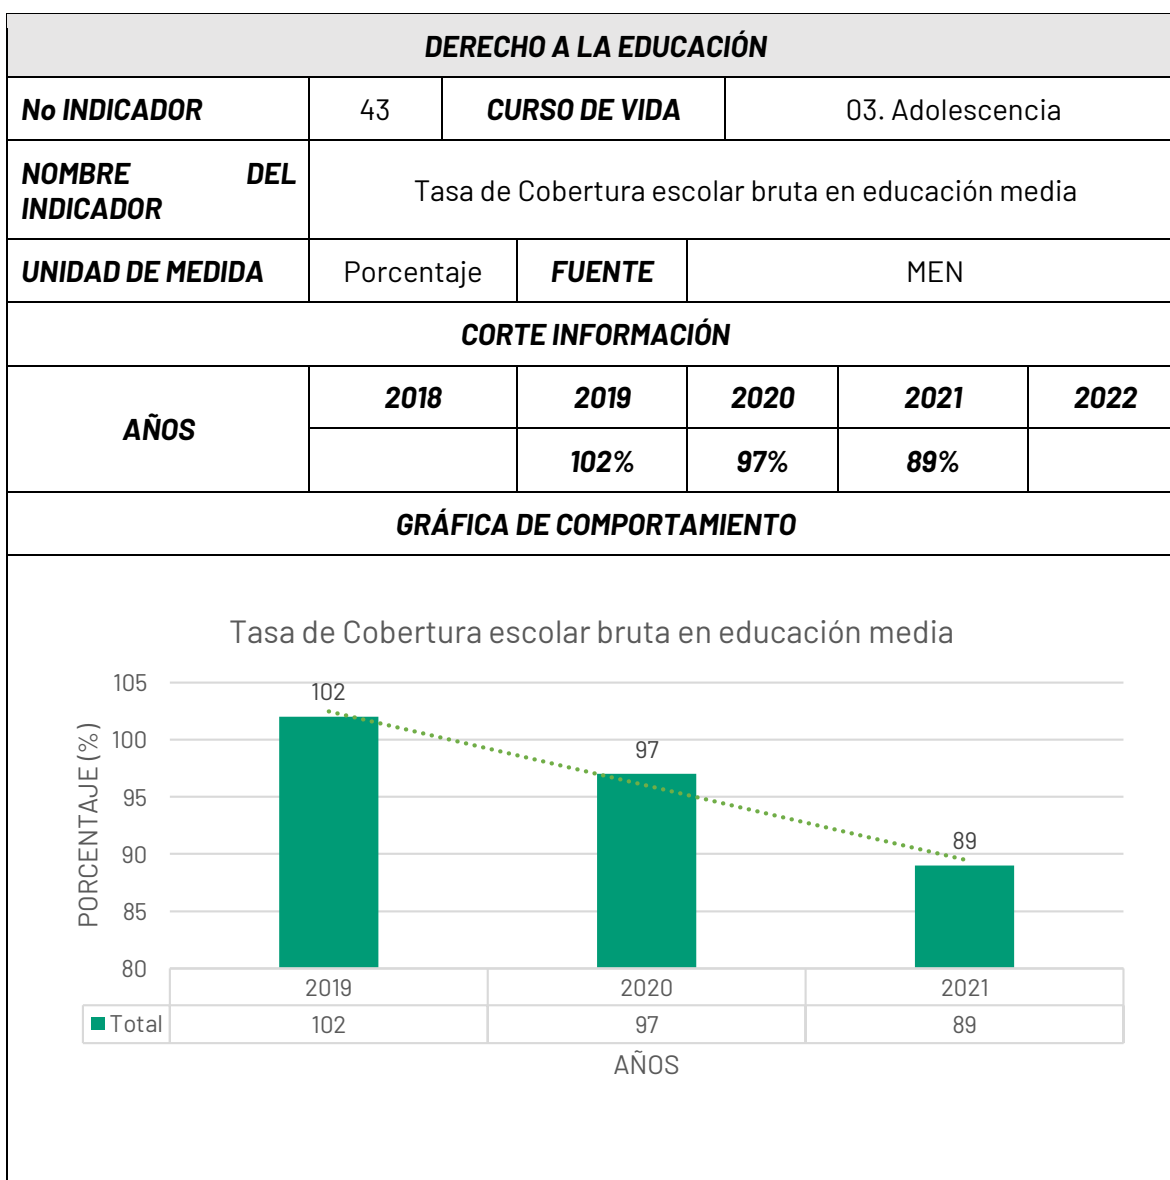 DERECHO A LA EDUCACIÓN
No INDICADOR 43 CURSO DE VIDA 03. Adolescencia
NOMBRE DEL
INDICADOR
Tasa de Cobertura escolar bruta en educación media
UNIDAD DE MEDIDA Porcentaje FUENTE MEN
CORTE INFORMACIÓN
AÑOS
2018 2019 2020 2021 2022
102% 97% 89%
GRÁFICA DE COMPORTAMIENTO
Tasa de Cobertura escolar bruta en educación media
PORCENTAJE (%)
105
100
95
90
85
80
102
97
89
2019 2020 2021
Total 102 97 89
AÑOS